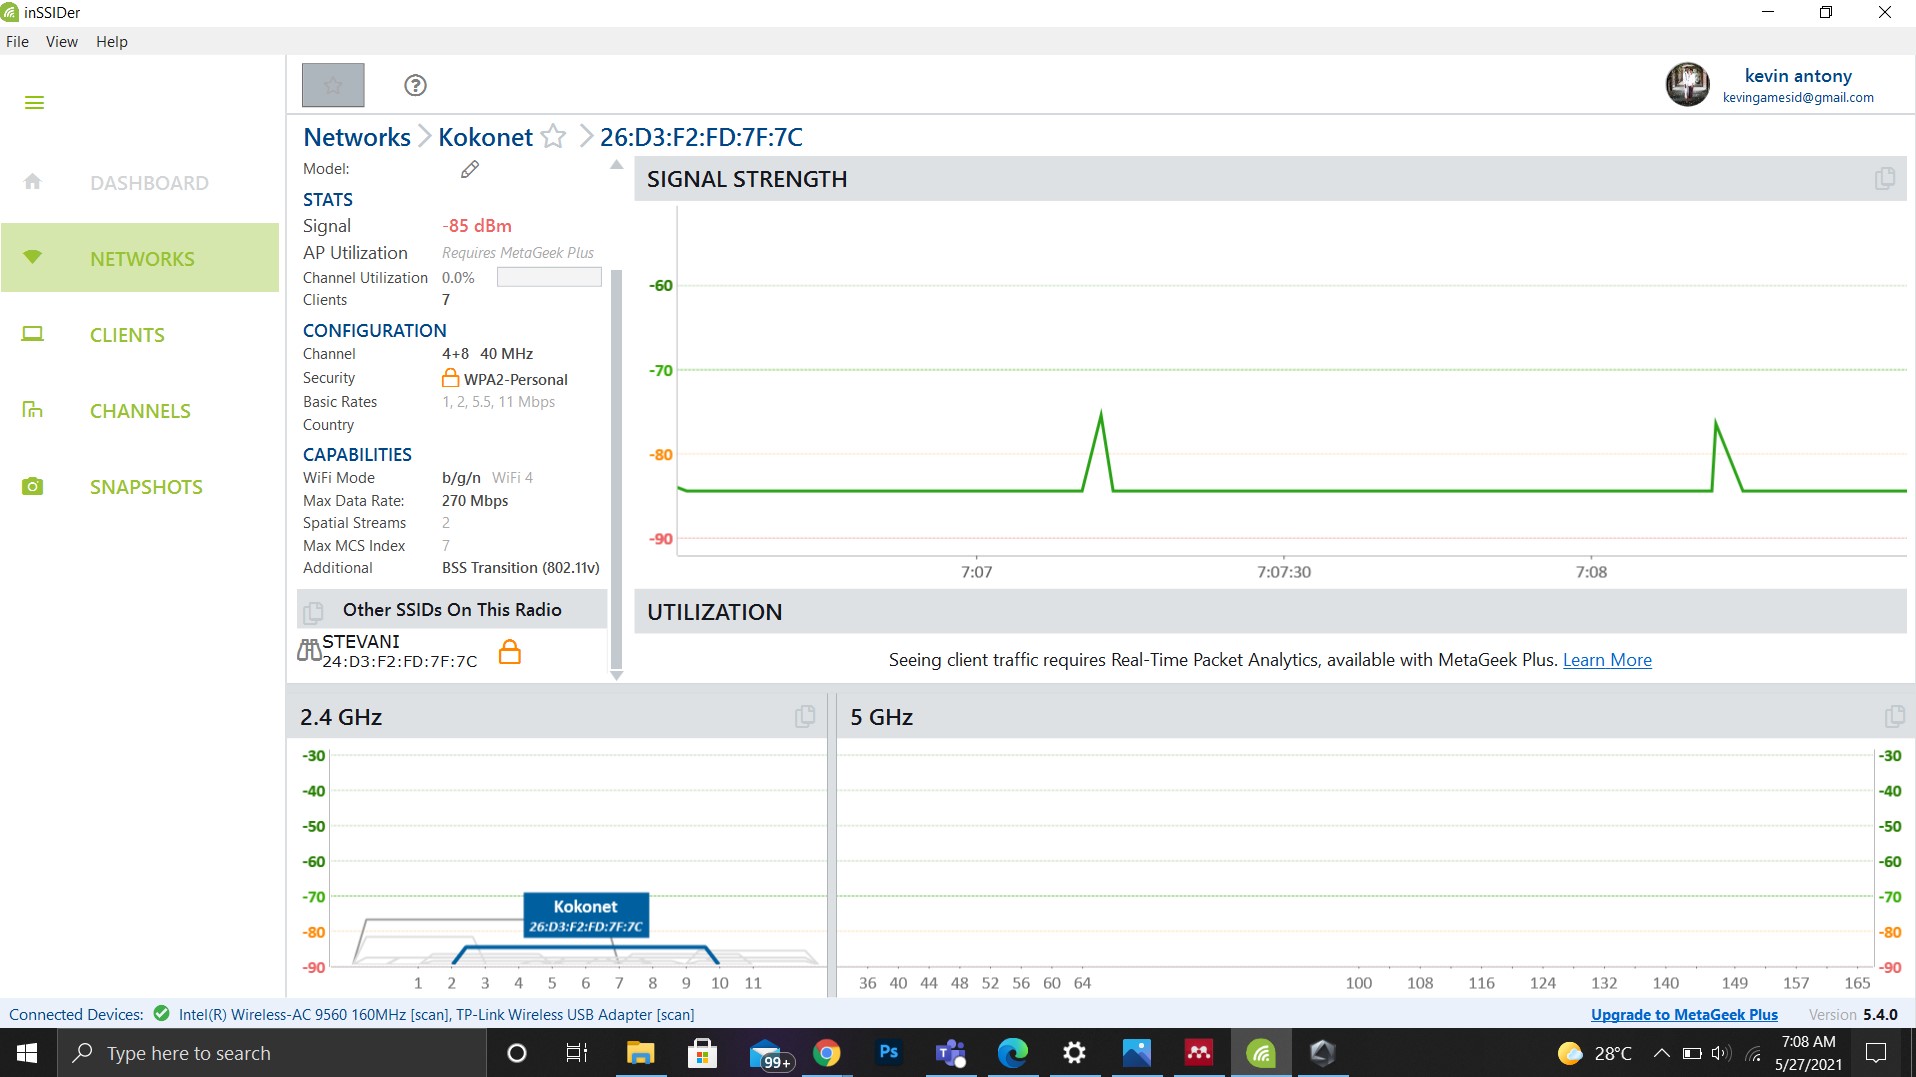 inSSIDer
File View Help
kevin antony
kevingamesid@gmail.com
Networks Kokonet 26:D3:F2:FD:7F:7C
DASHBOARD
NETWORKS
CLIENTS
CHANNELS
SNAPSHOTS
Model:
STATS
Signal -85 dBm
AP Utilization Requires MetaGeek Plus
Channel Utilization 0.0%
Clients 7
CONFIGURATION
Channel 4+8 40 MHz
Security WPA2-Personal
Basic Rates 1, 2, 5.5, 11 Mbps
Country
CAPABILITIES
WiFi Mode b/g/n WiFi 4
Max Data Rate: 270 Mbps
Spatial Streams 2
Max MCS Index 7
Additional BSS Transition (802.11v)
Other SSIDs On This Radio
STEVANI
24:D3:F2:FD:7F:7C
SIGNAL STRENGTH
-60
-70
-80
-90
7:07 7:07:30 7:08
UTILIZATION
Seeing client traffic requires Real-Time Packet Analytics, available with MetaGeek Plus. Learn More
2.4 GHz
-30
-40
-50
-60
-70
-80
-90
Kokonet
26:D3:F2:FD:7F:7C
1 2 3 4 5 6 7 8 9 10 11
5 GHz
-30
-40
-50
-60
-70
-80
-90
36 40 44 48 52 56 60 64 100 108 116 124 132 140 149 157 165
Connected Devices: Intel(R) Wireless-AC 9560 160MHz [scan], TP-Link Wireless USB Adapter [scan]
Upgrade to MetaGeek Plus Version 5.4.0
Type here to search
99+
Ps
28°C
7:08 AM
5/27/2021